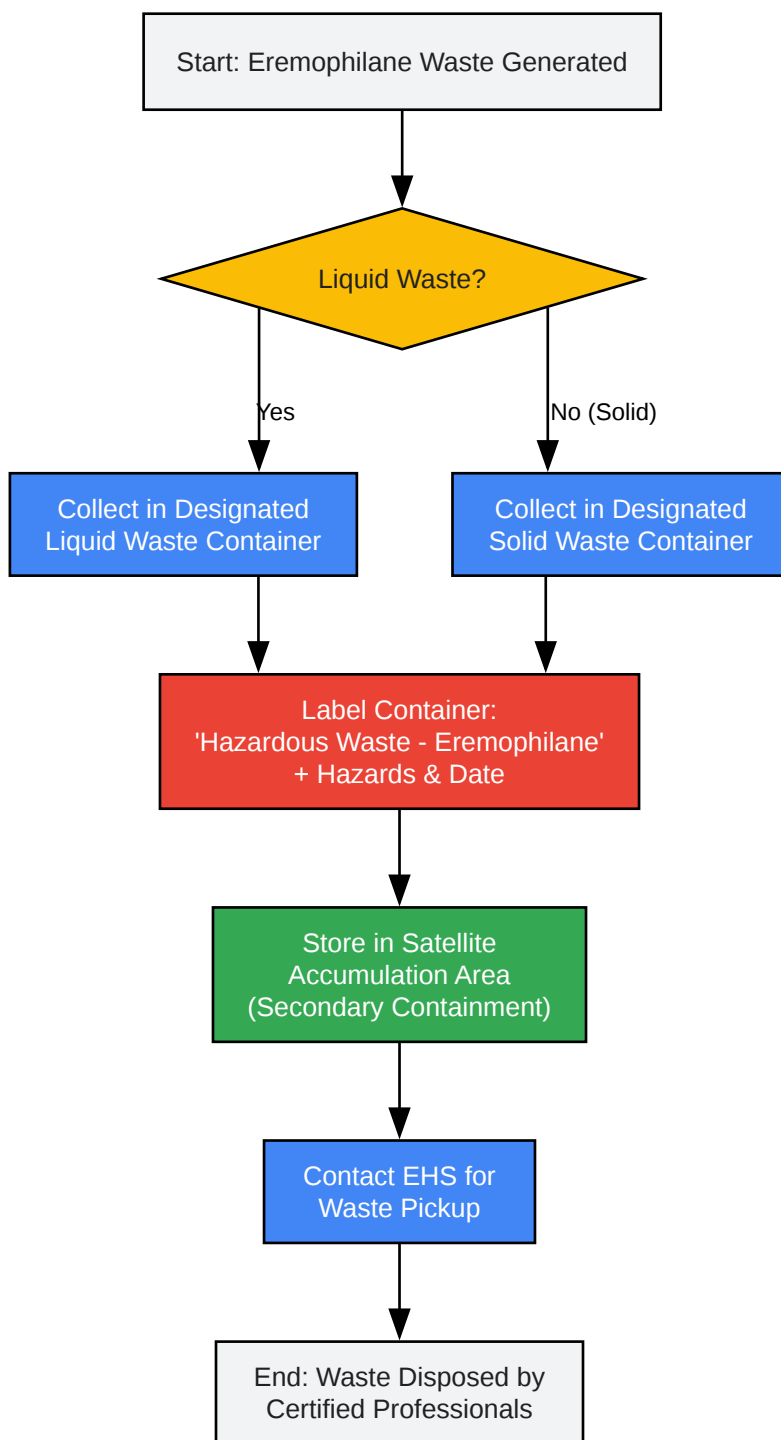 Start: Eremophilane Waste Generated
Liquid Waste?
Yes
No (Solid)
Collect in Designated
Liquid Waste Container
Collect in Designated
Solid Waste Container
Label Container:
'Hazardous Waste - Eremophilane'
+ Hazards & Date
Store in Satellite
Accumulation Area
(Secondary Containment)
Contact EHS for
Waste Pickup
End: Waste Disposed by
Certified Professionals